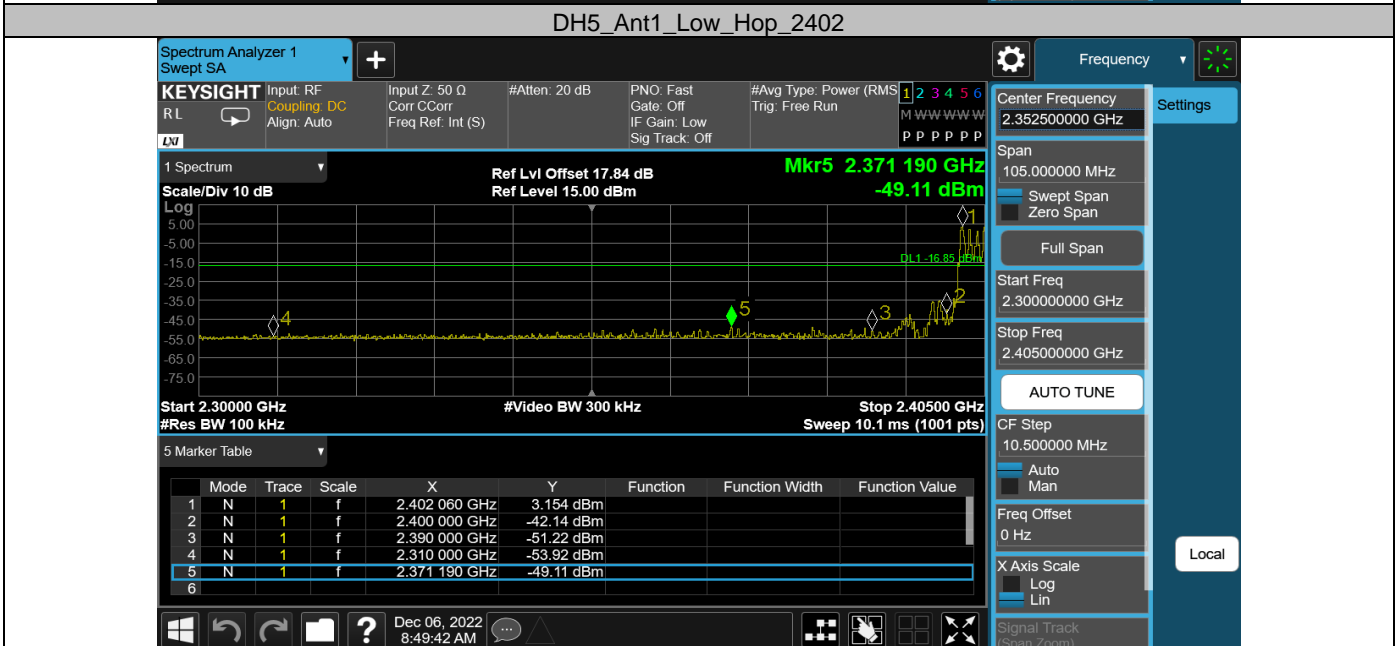 DH5_Ant1_Low_Hop_2402
Spectrum Analyzer 1
Swept SA
+
Frequency
KEYSIGHT
RL
LXI
Input: RF
Coupling: DC
Align: Auto
Input Z: 50 Ω
Corr CCorr
Freq Ref: Int (S)
#Atten: 20 dB
PNO: Fast
Gate: Off
IF Gain: Low
Sig Track: Off
#Avg Type: Power (RMS
Trig: Free Run
1 2 3 4 5 6
M W W W W W
P P P P P P
1 Spectrum
Scale/Div 10 dB
Ref Lvl Offset 17.84 dB
Ref Level 15.00 dBm
Mkr5 2.371 190 GHz
-49.11 dBm
Log
5.00
-5.00
-15.0
-25.0
-35.0
-45.0
-55.0
-65.0
-75.0
1
DL1 -16.85 dBm
2
3
4
5
Start 2.30000 GHz
#Video BW 300 kHz
Stop 2.40500 GHz
#Res BW 100 kHz
Sweep 10.1 ms (1001 pts)
5 Marker Table
Mode Trace Scale X Y Function Function Width Function Value
1 N 1 f 2.402 060 GHz 3.154 dBm
2 N 1 f 2.400 000 GHz -42.14 dBm
3 N 1 f 2.390 000 GHz -51.22 dBm
4 N 1 f 2.310 000 GHz -53.92 dBm
5 N 1 f 2.371 190 GHz -49.11 dBm
6
?
Dec 06, 2022
8:49:42 AM
Center Frequency
2.352500000 GHz
Settings
Span
105.000000 MHz
Swept Span
Zero Span
Full Span
Start Freq
2.300000000 GHz
Stop Freq
2.405000000 GHz
AUTO TUNE
CF Step
10.500000 MHz
Auto
Man
Freq Offset
0 Hz
Local
X Axis Scale
Log
Lin
Signal Track
(Span Zoom)